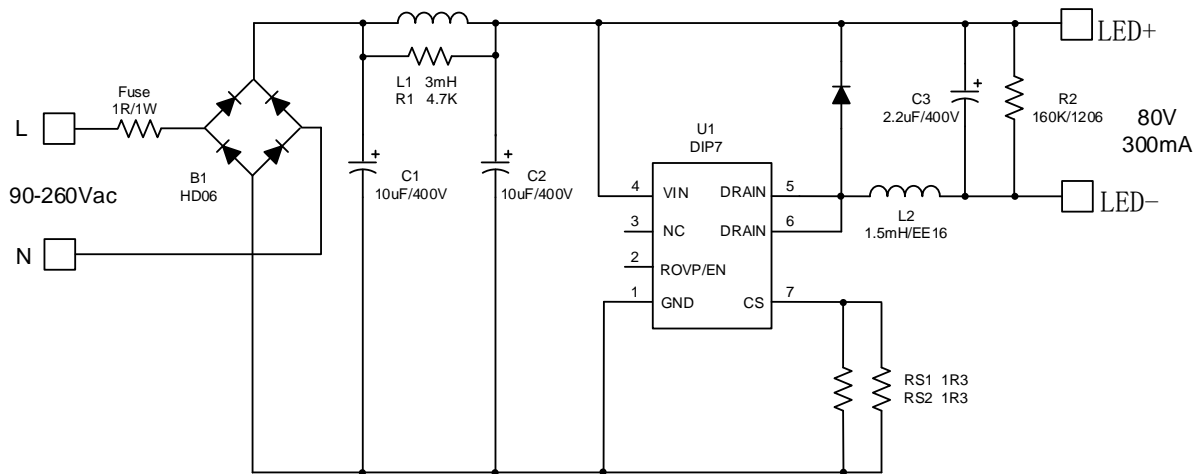 Fuse
1R/1W
L
90-260Vac
N
B1
HD06
L1 3mH
R1 4.7K
+
C1
10uF/400V
+
C2
10uF/400V
U1
DIP7
4 VIN DRAIN 5
3 NC DRAIN 6
2 ROVP/EN
1 GND CS 7
L2
1.5mH/EE16
+
C3
2.2uF/400V
R2
160K/1206
LED+
80V
300mA
LED-
RS1 1R3
RS2 1R3